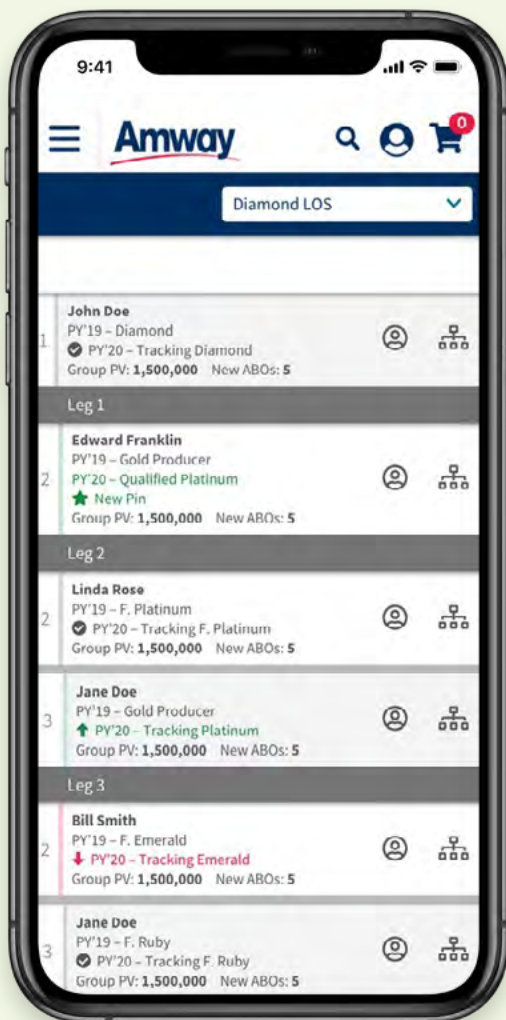 9:41
Amway
0
Diamond LOS
1
John Doe
PY'19 – Diamond
PY'20 – Tracking Diamond
Group PV: 1,500,000 New ABOs: 5
Leg 1
2
Edward Franklin
PY'19 – Gold Producer
PY'20 – Qualified Platinum
New Pin
Group PV: 1,500,000 New ABOs: 5
Leg 2
2
Linda Rose
PY'19 – F. Platinum
PY'20 – Tracking F. Platinum
Group PV: 1,500,000 New ABOs: 5
3
Jane Doe
PY'19 – Gold Producer
PY'20 – Tracking Platinum
Group PV: 1,500,000 New ABOs: 5
Leg 3
2
Bill Smith
PY'19 – F. Emerald
PY'20 – Tracking Emerald
Group PV: 1,500,000 New ABOs: 5
3
Jane Doe
PY'19 – F. Ruby
PY'20 – Tracking F. Ruby
Group PV: 1,500,000 New ABOs: 5